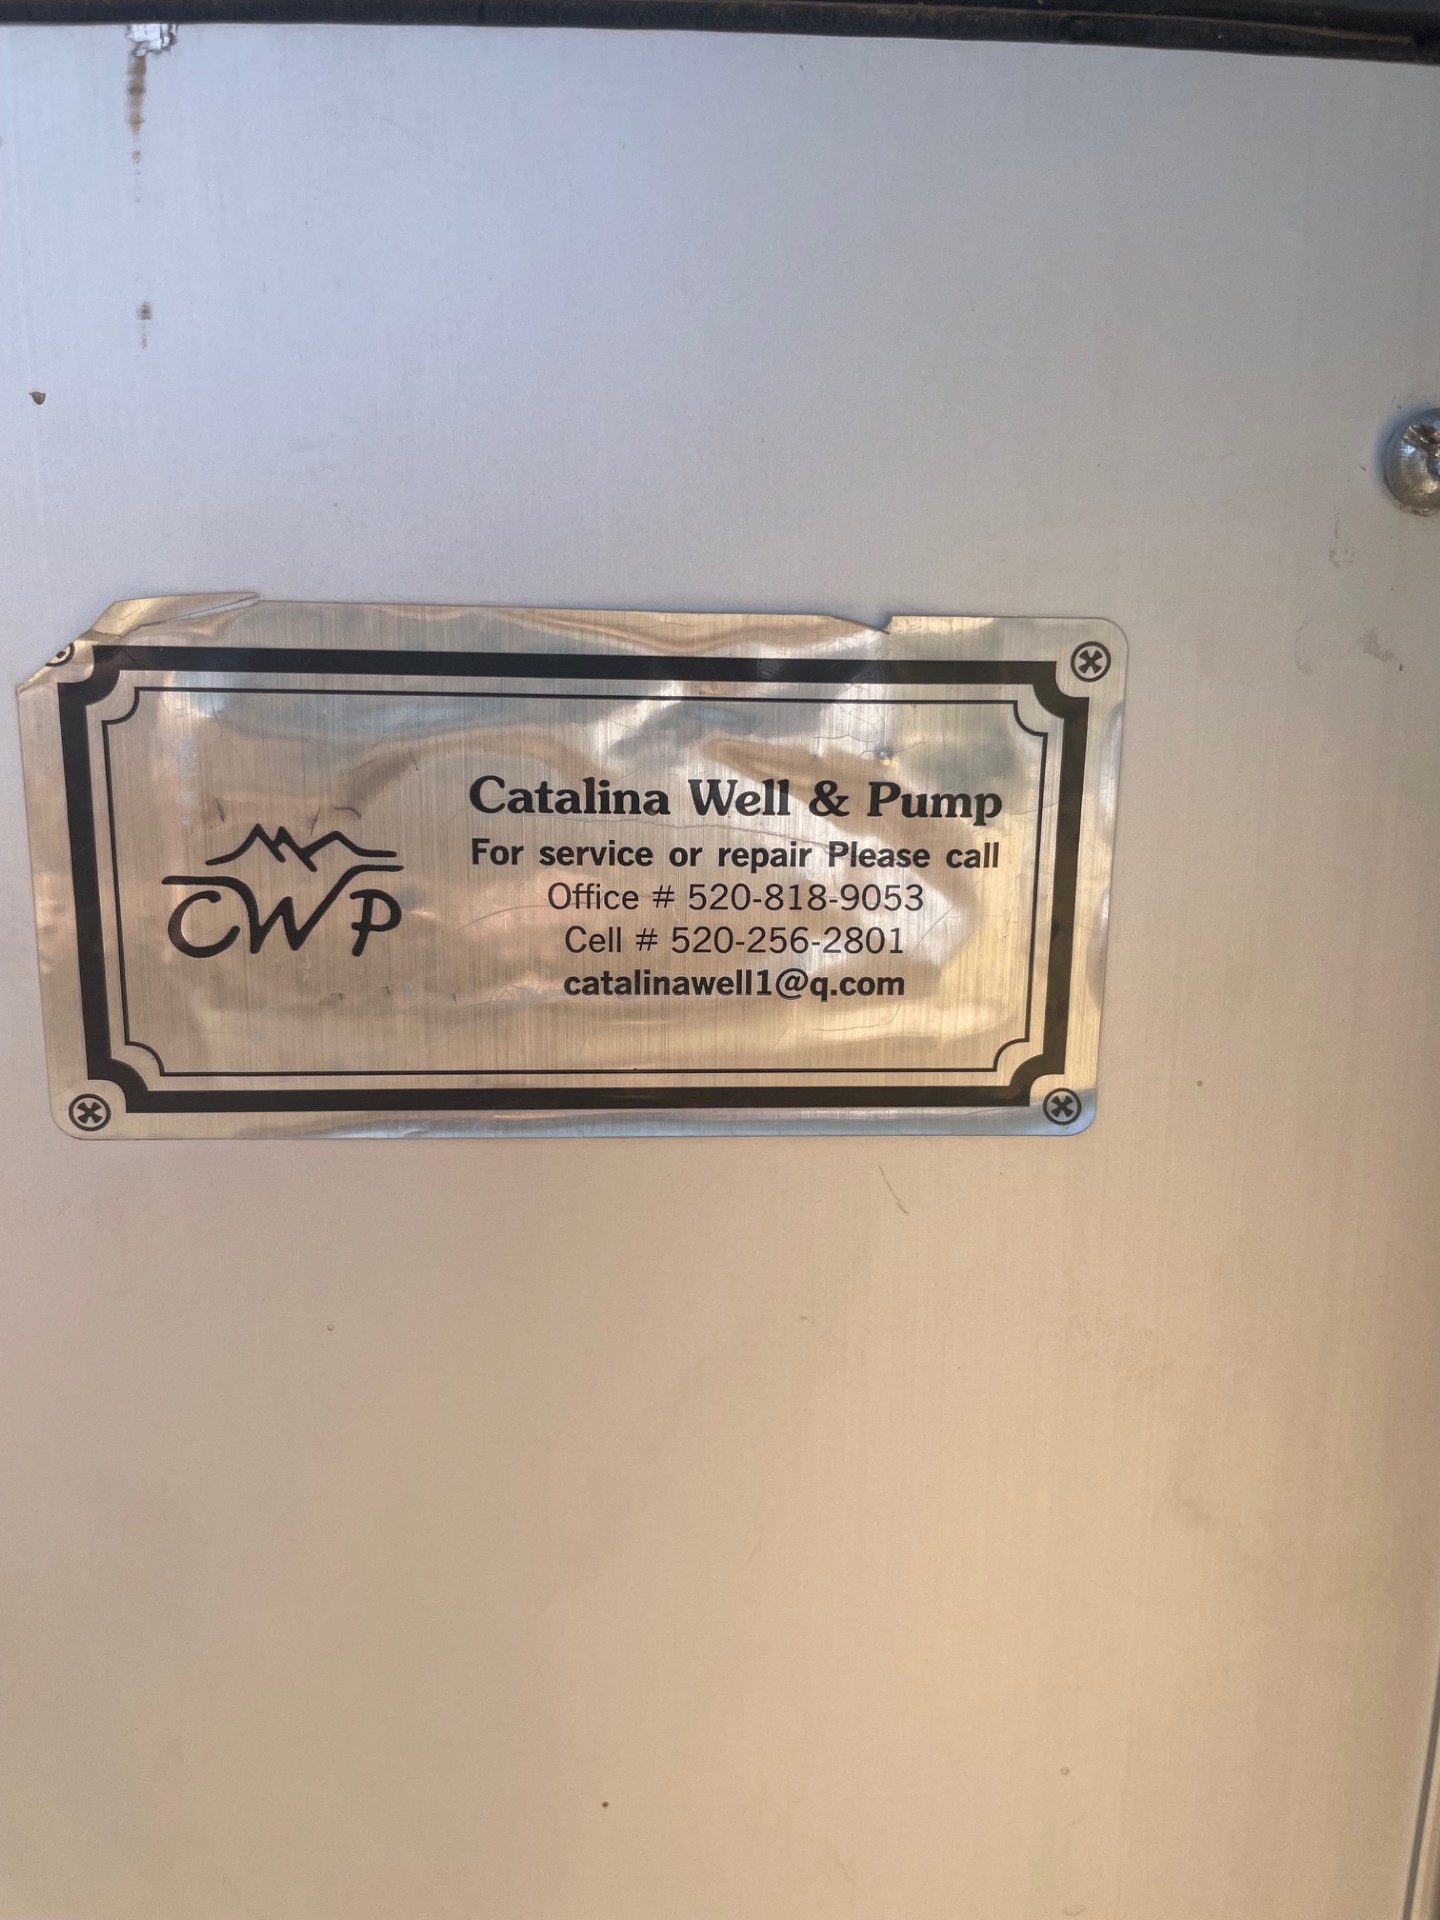 Catalina Well & Pump
For service or repair Please call
Office # 520-818-9053
Cell # 520-256-2801
catalinawell1@q.com
CWP